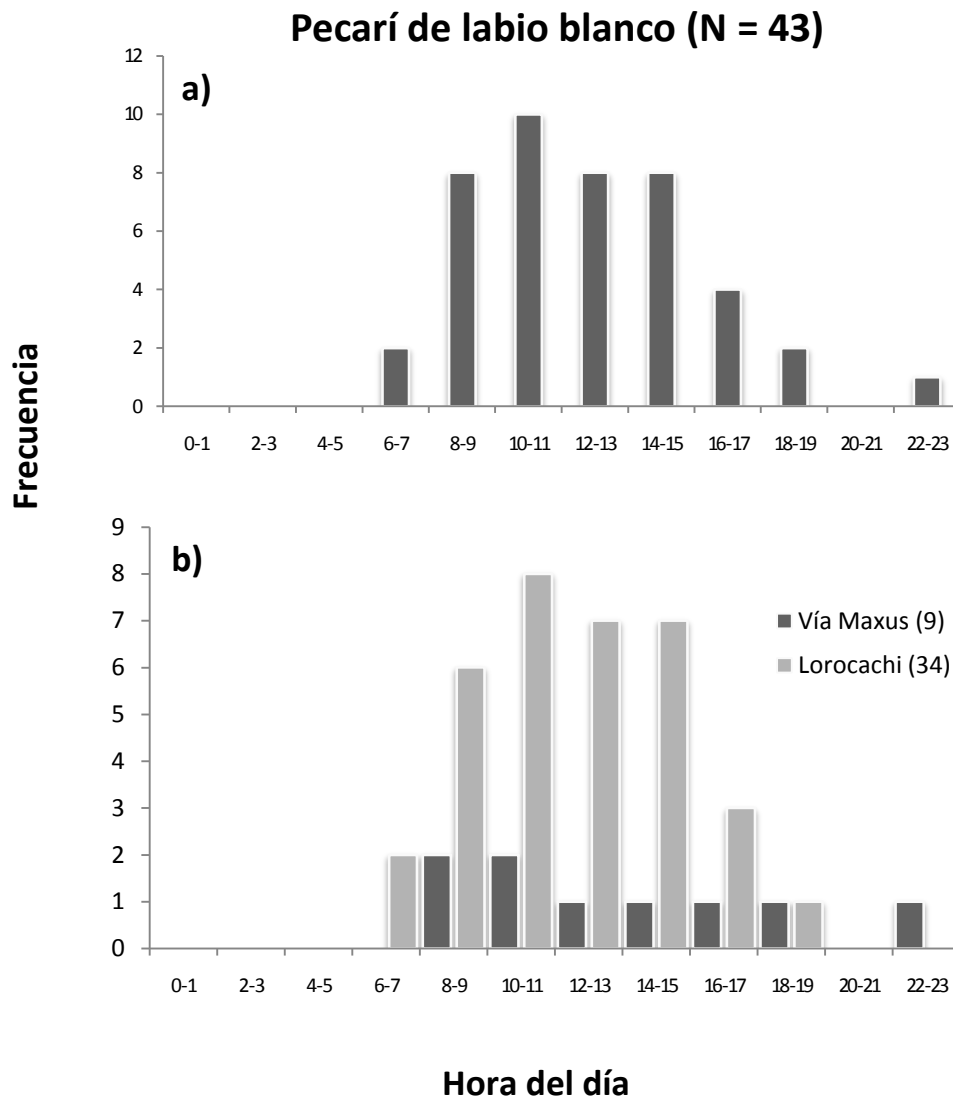 Pecarí de labio blanco (N = 43)
a)
12
10
8
6
4
2
0
0-1 2-3 4-5 6-7 8-9 10-11 12-13 14-15 16-17 18-19 20-21 22-23
Frecuencia
b)
9
8
7
6
5
4
3
2
1
0
Vía Maxus (9)
Lorocachi (34)
0-1 2-3 4-5 6-7 8-9 10-11 12-13 14-15 16-17 18-19 20-21 22-23
Hora del día